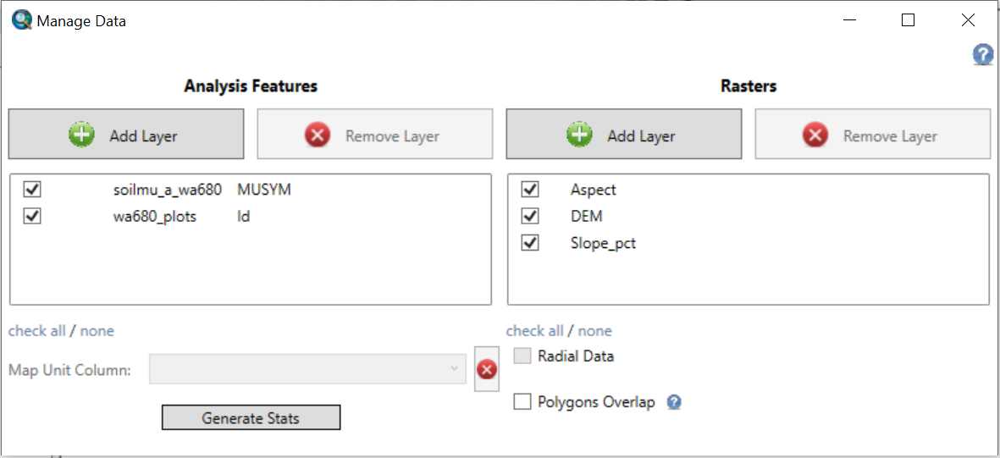 Manage Data
?
Analysis Features
Rasters
Add Layer
Remove Layer
Add Layer
Remove Layer
soilmu_a_wa680 MUSYM
wa680_plots Id
Aspect
DEM
Slope_pct
check all / none
check all / none
Radial Data
Map Unit Column:
Polygons Overlap ?
Generate Stats